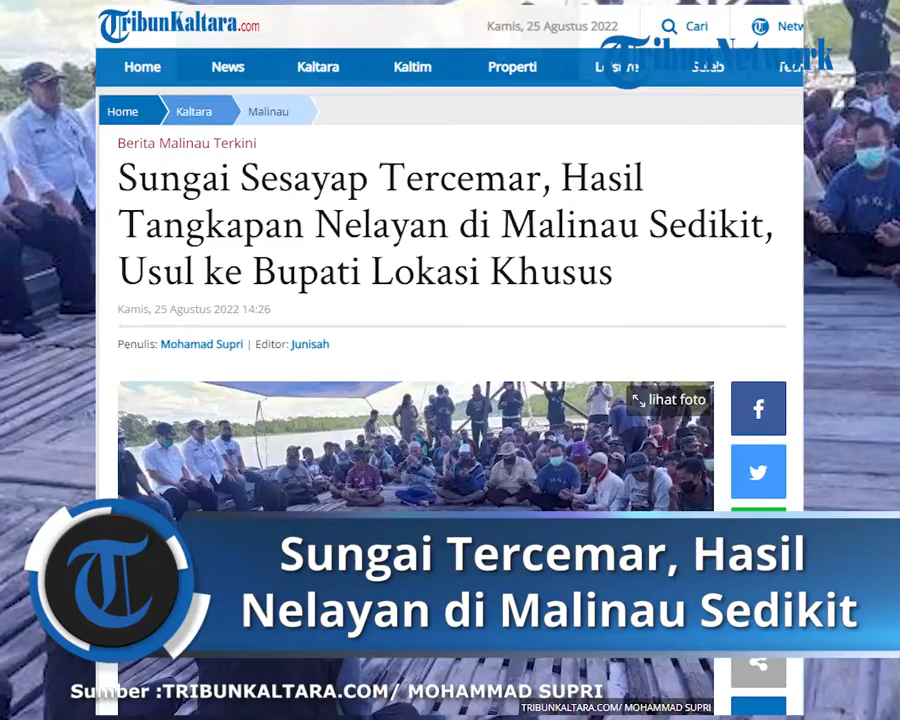 TribunKaltara.com
Kamis, 25 Agustus 2022
Cari
Netw
TribunNetwork
Home
News
Kaltara
Kaltim
Properti
Seleb
Home
Kaltara
Malinau
Berita Malinau Terkini
Sungai Sesayap Tercemar, Hasil
Tangkapan Nelayan di Malinau Sedikit,
Usul ke Bupati Lokasi Khusus
Kamis, 25 Agustus 2022 14:26
Penulis: Mohamad Supri | Editor: Junisah
lihat foto
Sungai Tercemar, Hasil
Nelayan di Malinau Sedikit
Sumber :TRIBUNKALTARA.COM/ MOHAMMAD SUPRI
TRIBUNKALTARA.COM/ MOHAMMAD SUPRI